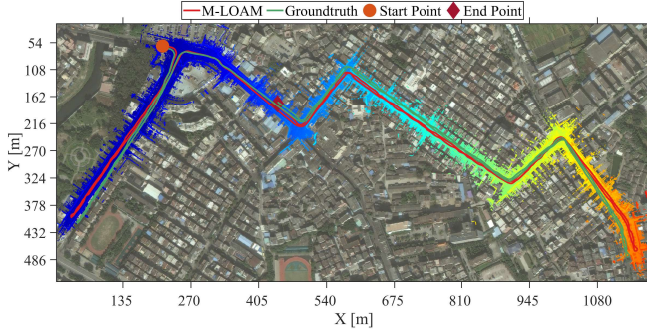 M-LOAM Groundtruth Start Point End Point
54
108
162
216
270
324
378
432
486
Y [m]
135 270 405 540 675 810 945 1080
X [m]